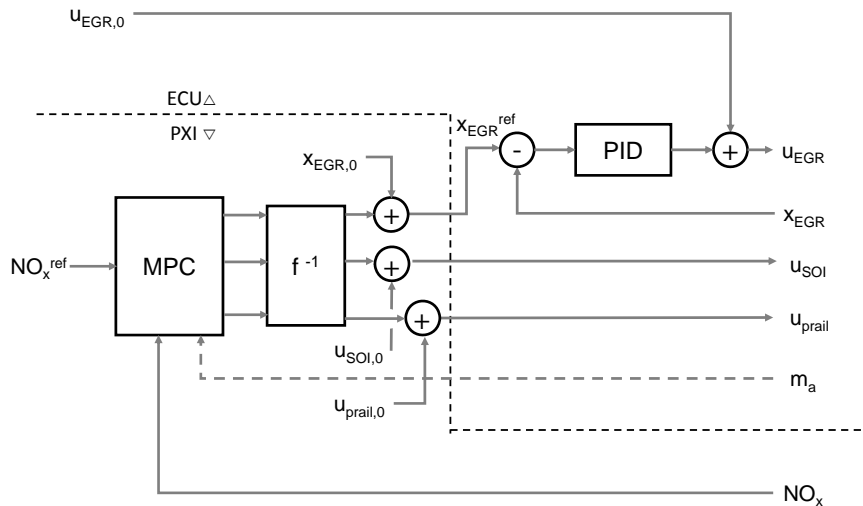 u_EGR,0
ECU△
PXI ▽
x_EGR^ref
x_EGR,0
-
PID
+
u_EGR
x_EGR
+
NO_x^ref
MPC
f ^-1
+
u_SOI
+
u_prail
u_SOI,0
m_a
u_prail,0
NO_x